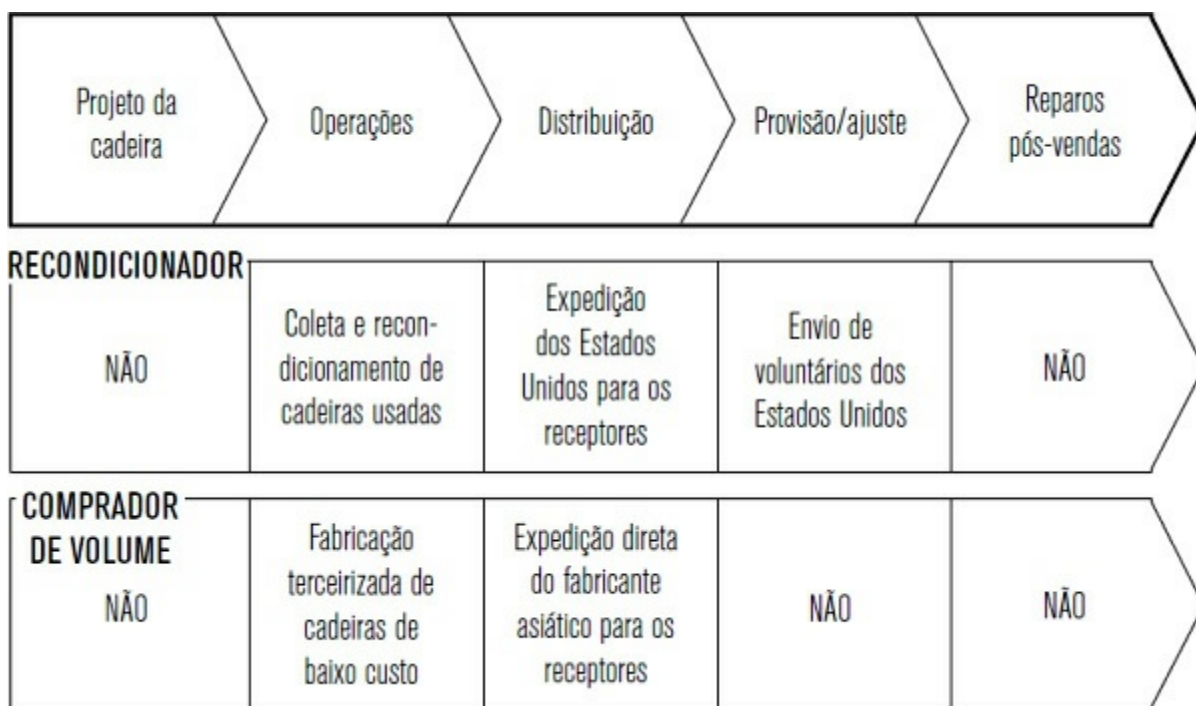 Projeto da
cadeira
Operações
Distribuição
Provisão/ajuste
Reparos
pós-vendas
RECONDICIONADOR
NÃO
Coleta e recon-
dicionamento de
cadeiras usadas
Expedição
dos Estados
Unidos para os
receptores
Envio de
voluntários dos
Estados Unidos
NÃO
COMPRADOR
DE VOLUME
NÃO
Fabricação
terceirizada de
cadeiras de
baixo custo
Expedição direta
do fabricante
asiático para os
receptores
NÃO
NÃO